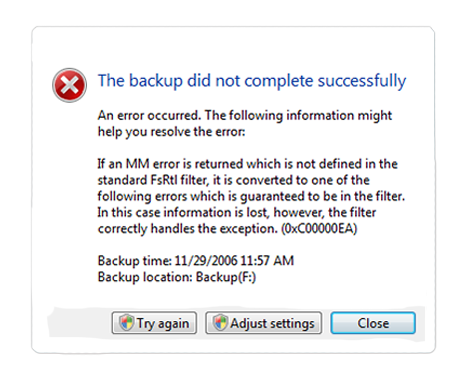 The backup did not complete successfully
An error occurred. The following information might
help you resolve the error:
If an MM error is returned which is not defined in the
standard FsRtl filter, it is converted to one of the
following errors which is guaranteed to be in the filter.
In this case information is lost, however, the filter
correctly handles the exception. (0xC00000EA)
Backup time: 11/29/2006 11:57 AM
Backup location: Backup(F:)
Try again
Adjust settings
Close